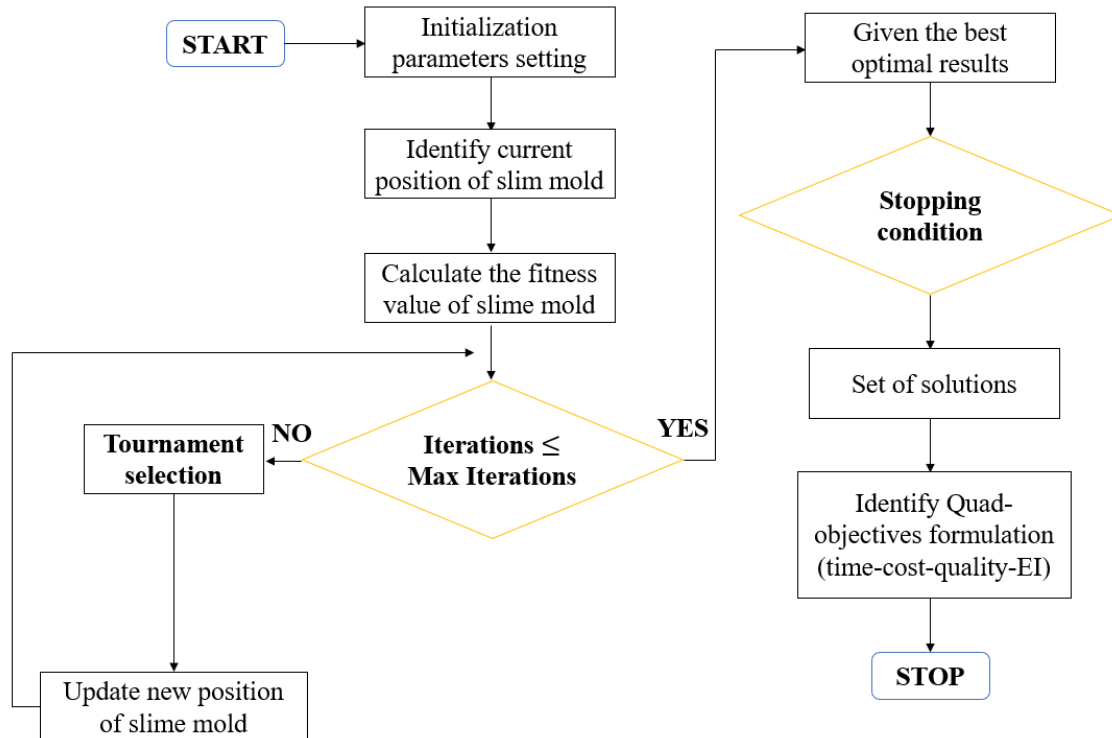 START
Initialization
parameters setting
Identify current
position of slim mold
Calculate the fitness
value of slime mold
Iterations ≤
Max Iterations
NO
YES
Tournament
selection
Update new position
of slime mold
Given the best
optimal results
Stopping
condition
Set of solutions
Identify Quad-
objectives formulation
(time-cost-quality-EI)
STOP